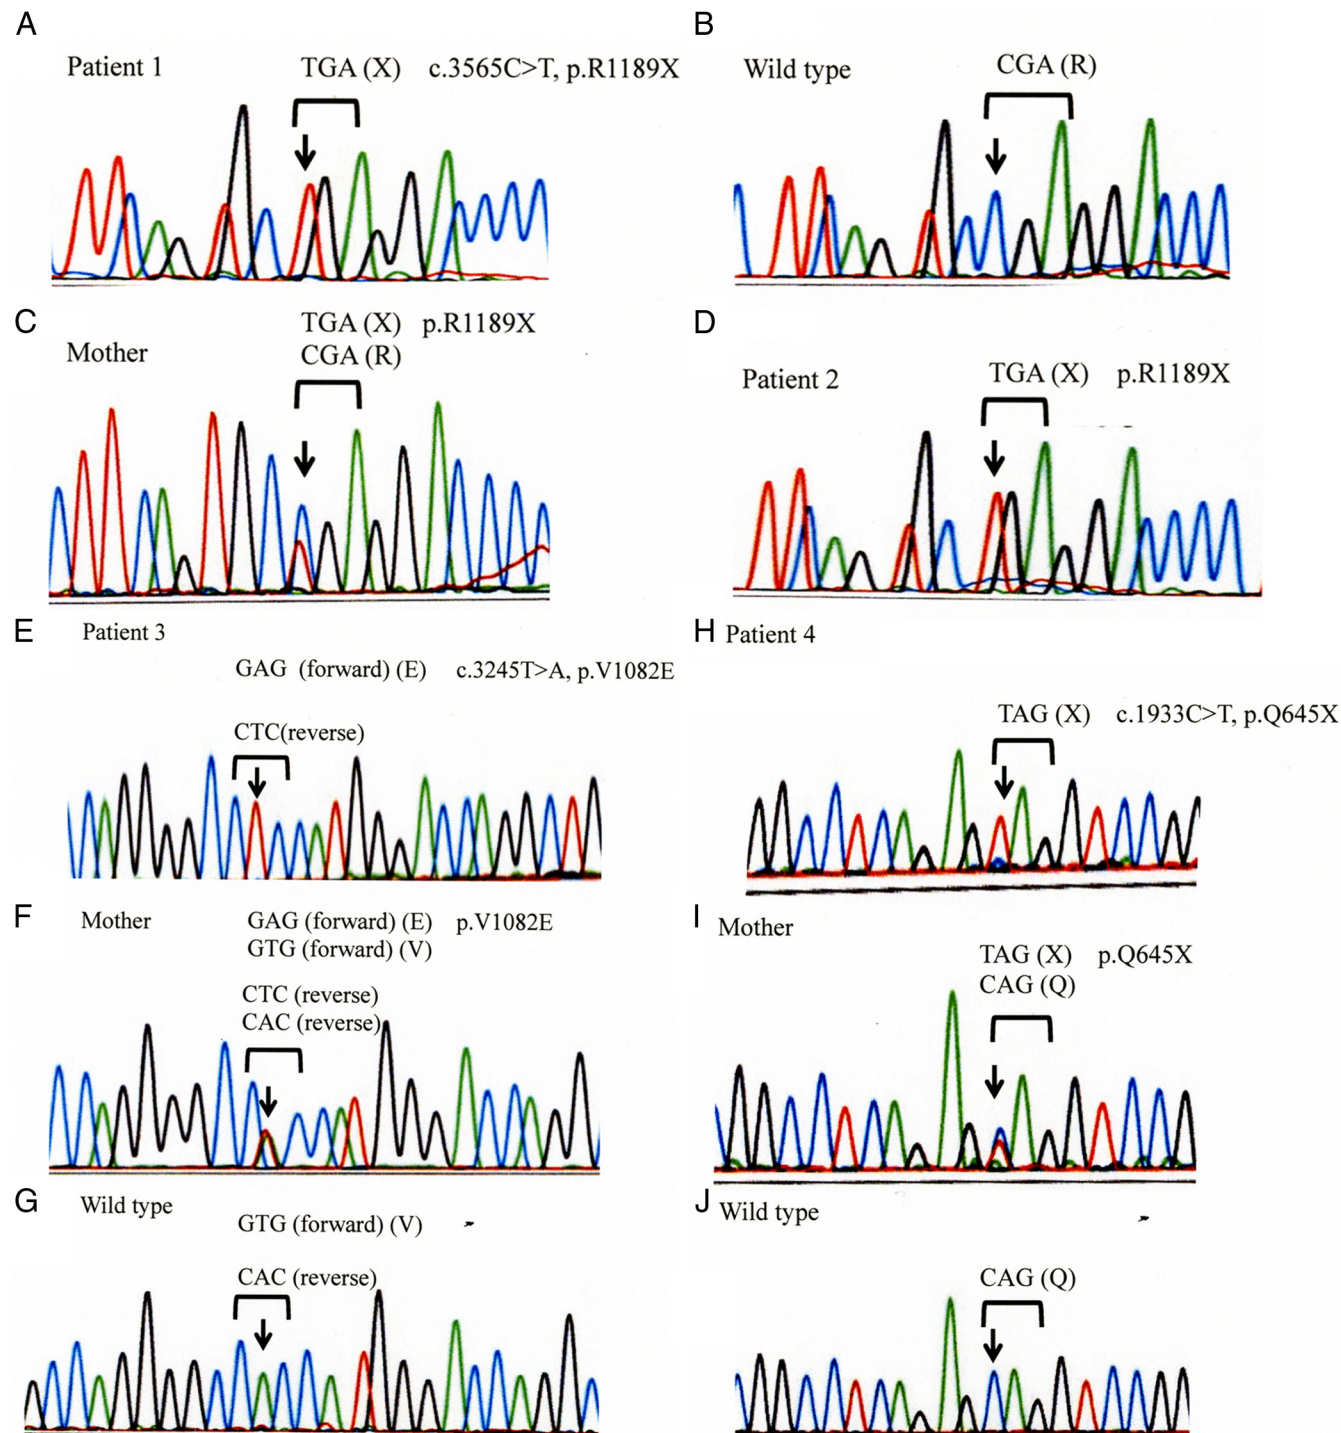 A
Patient 1
TGA (X) c.3565C>T, p.R1189X
B
Wild type
CGA (R)
C
Mother
TGA (X) p.R1189X
CGA (R)
D
Patient 2
TGA (X) p.R1189X
E
Patient 3
GAG (forward) (E) c.3245T>A, p.V1082E
CTC(reverse)
H
Patient 4
TAG (X) c.1933C>T, p.Q645X
F
Mother
GAG (forward) (E) p.V1082E
GTG (forward) (V)
CTC (reverse)
CAC (reverse)
I
Mother
TAG (X) p.Q645X
CAG (Q)
G
Wild type
GTG (forward) (V)
CAC (reverse)
J
Wild type
CAG (Q)